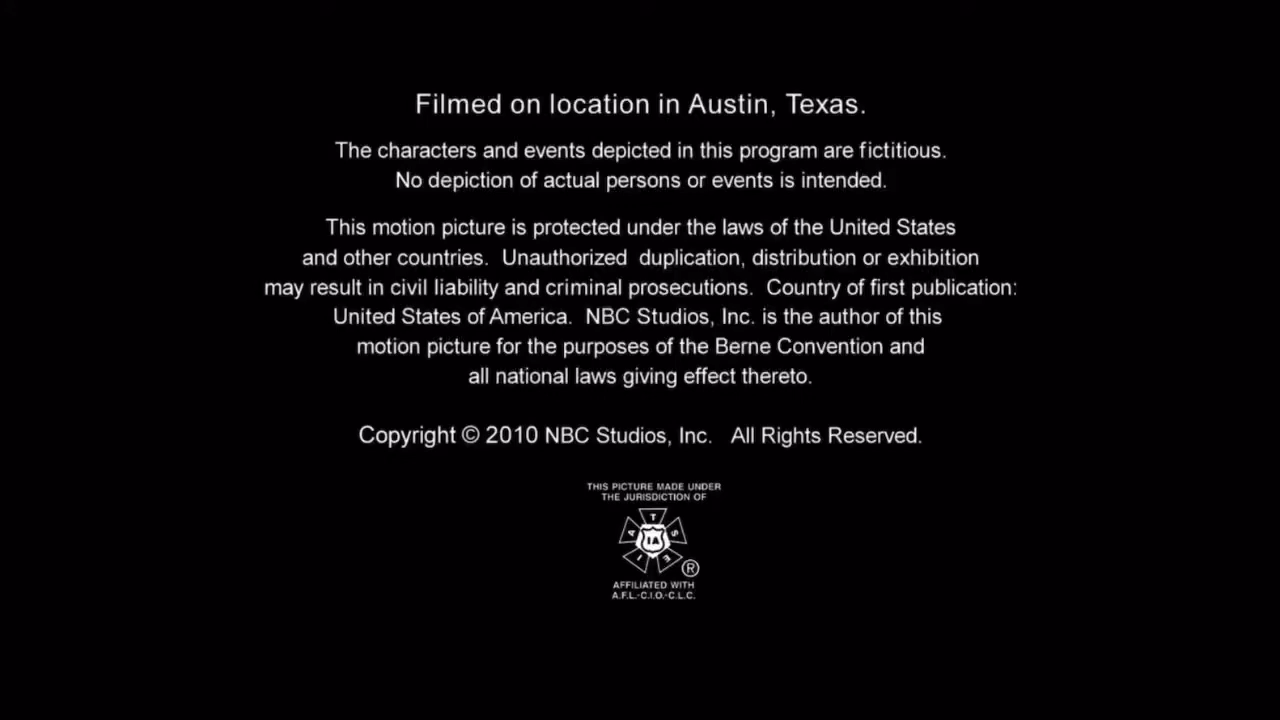 Filmed on location in Austin, Texas.
The characters and events depicted in this program are fictitious.
No depiction of actual persons or events is intended.
This motion picture is protected under the laws of the United States
and other countries.  Unauthorized  duplication, distribution or exhibition
may result in civil liability and criminal prosecutions.  Country of first publication:
United States of America.  NBC Studios, Inc. is the author of this
motion picture for the purposes of the Berne Convention and
all national laws giving effect thereto.
Copyright © 2010 NBC Studios, Inc.   All Rights Reserved.
THIS PICTURE MADE UNDER
THE JURISDICTION OF
I A T S E
IA
®
AFFILIATED WITH
A.F.L.-C.I.O.-C.L.C.